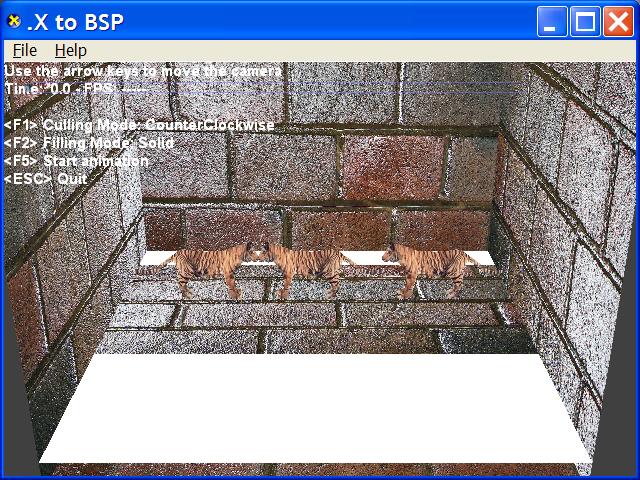 .X to BSP
File Help
Use the arrow keys to move the camera
Time: 0.0 - FPS: -----
<F1> Culling Mode: CounterClockwise
<F2> Filling Mode: Solid
<F5> Start animation
<ESC> Quit